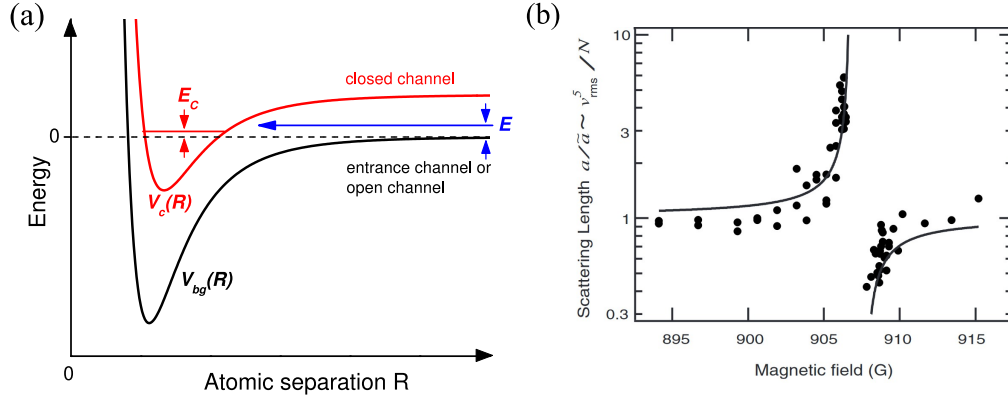 (a)
Energy
0
0
E_C
closed channel
E
entrance channel or
open channel
V_c(R)
V_bg(R)
Atomic separation R
(b)
Scattering Length a/ã ~ v_rms^5 / N
10
3
1
0.3
895
900
905
910
915
Magnetic field (G)